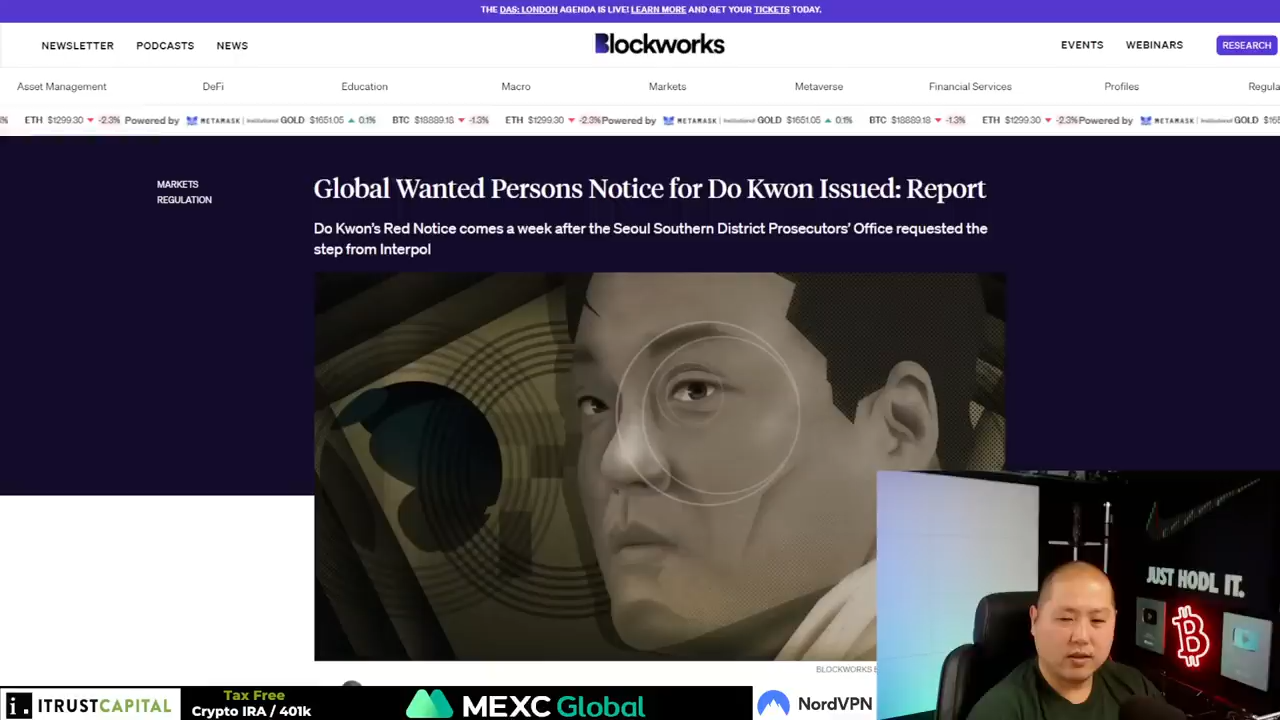 THE DAS: LONDON AGENDA IS LIVE! LEARN MORE AND GET YOUR TICKETS TODAY.
NEWSLETTER PODCASTS NEWS Blockworks EVENTS WEBINARS RESEARCH
Asset Management DeFi Education Macro Markets Metaverse Financial Services Profiles Regula
ETH $1299.30 -2.3% Powered by METAMASK Institutional GOLD $1651.05 0.1% BTC $18889.18 -1.3% ETH $1299.30 -2.3% Powered by METAMASK Institutional GOLD $1651.05 0.1% BTC $18889.18 -1.3% ETH $1299.30 -2.3% Powered by METAMASK Institutional GOLD
MARKETS
REGULATION
Global Wanted Persons Notice for Do Kwon Issued: Report
Do Kwon's Red Notice comes a week after the Seoul Southern District Prosecutors' Office requested the
step from Interpol
JUST HODL IT.
BLOCKWORKS
i. ITRUSTCAPITAL
Tax Free
Crypto IRA / 401k
MEXC Global
NordVPN